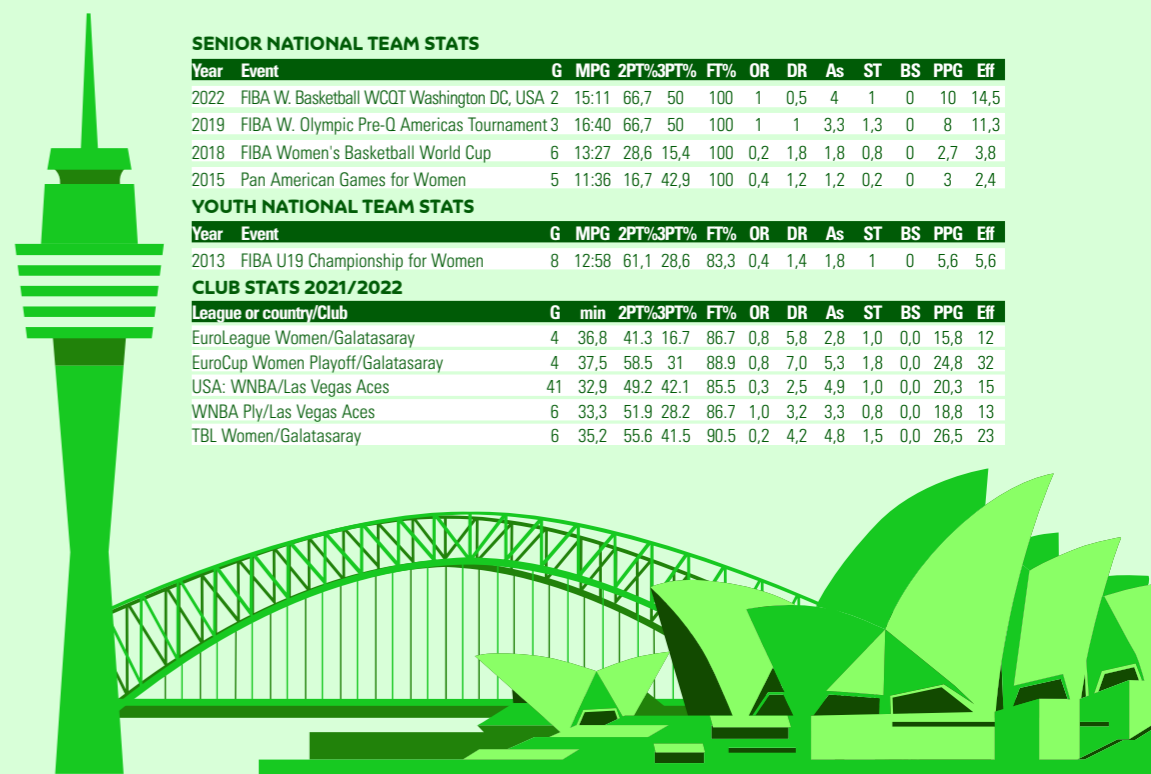 SENIOR NATIONAL TEAM STATS
Year Event G MPG 2PT%3PT% FT% OR DR As ST BS PPG Eff
2022 FIBA W. Basketball WCQT Washington DC, USA 2 15:11 66,7 50 100 1 0,5 4 1 0 10 14,5
2019 FIBA W. Olympic Pre-Q Americas Tournament 3 16:40 66,7 50 100 1 1 3,3 1,3 0 8 11,3
2018 FIBA Women's Basketball World Cup 6 13:27 28,6 15,4 100 0,2 1,8 1,8 0,8 0 2,7 3,8
2015 Pan American Games for Women 5 11:36 16,7 42,9 100 0,4 1,2 1,2 0,2 0 3 2,4
YOUTH NATIONAL TEAM STATS
Year Event G MPG 2PT%3PT% FT% OR DR As ST BS PPG Eff
2013 FIBA U19 Championship for Women 8 12:58 61,1 28,6 83,3 0,4 1,4 1,8 1 0 5,6 5,6
CLUB STATS 2021/2022
League or country/Club G min 2PT%3PT% FT% OR DR As ST BS PPG Eff
EuroLeague Women/Galatasaray 4 36,8 41.3 16.7 86.7 0,8 5,8 2,8 1,0 0,0 15,8 12
EuroCup Women Playoff/Galatasaray 4 37,5 58.5 31 88.9 0,8 7,0 5,3 1,8 0,0 24,8 32
USA: WNBA/Las Vegas Aces 41 32,9 49.2 42.1 85.5 0,3 2,5 4,9 1,0 0,0 20,3 15
WNBA Ply/Las Vegas Aces 6 33,3 51.9 28.2 86.7 1,0 3,2 3,3 0,8 0,0 18,8 13
TBL Women/Galatasaray 6 35,2 55.6 41.5 90.5 0,2 4,2 4,8 1,5 0,0 26,5 23